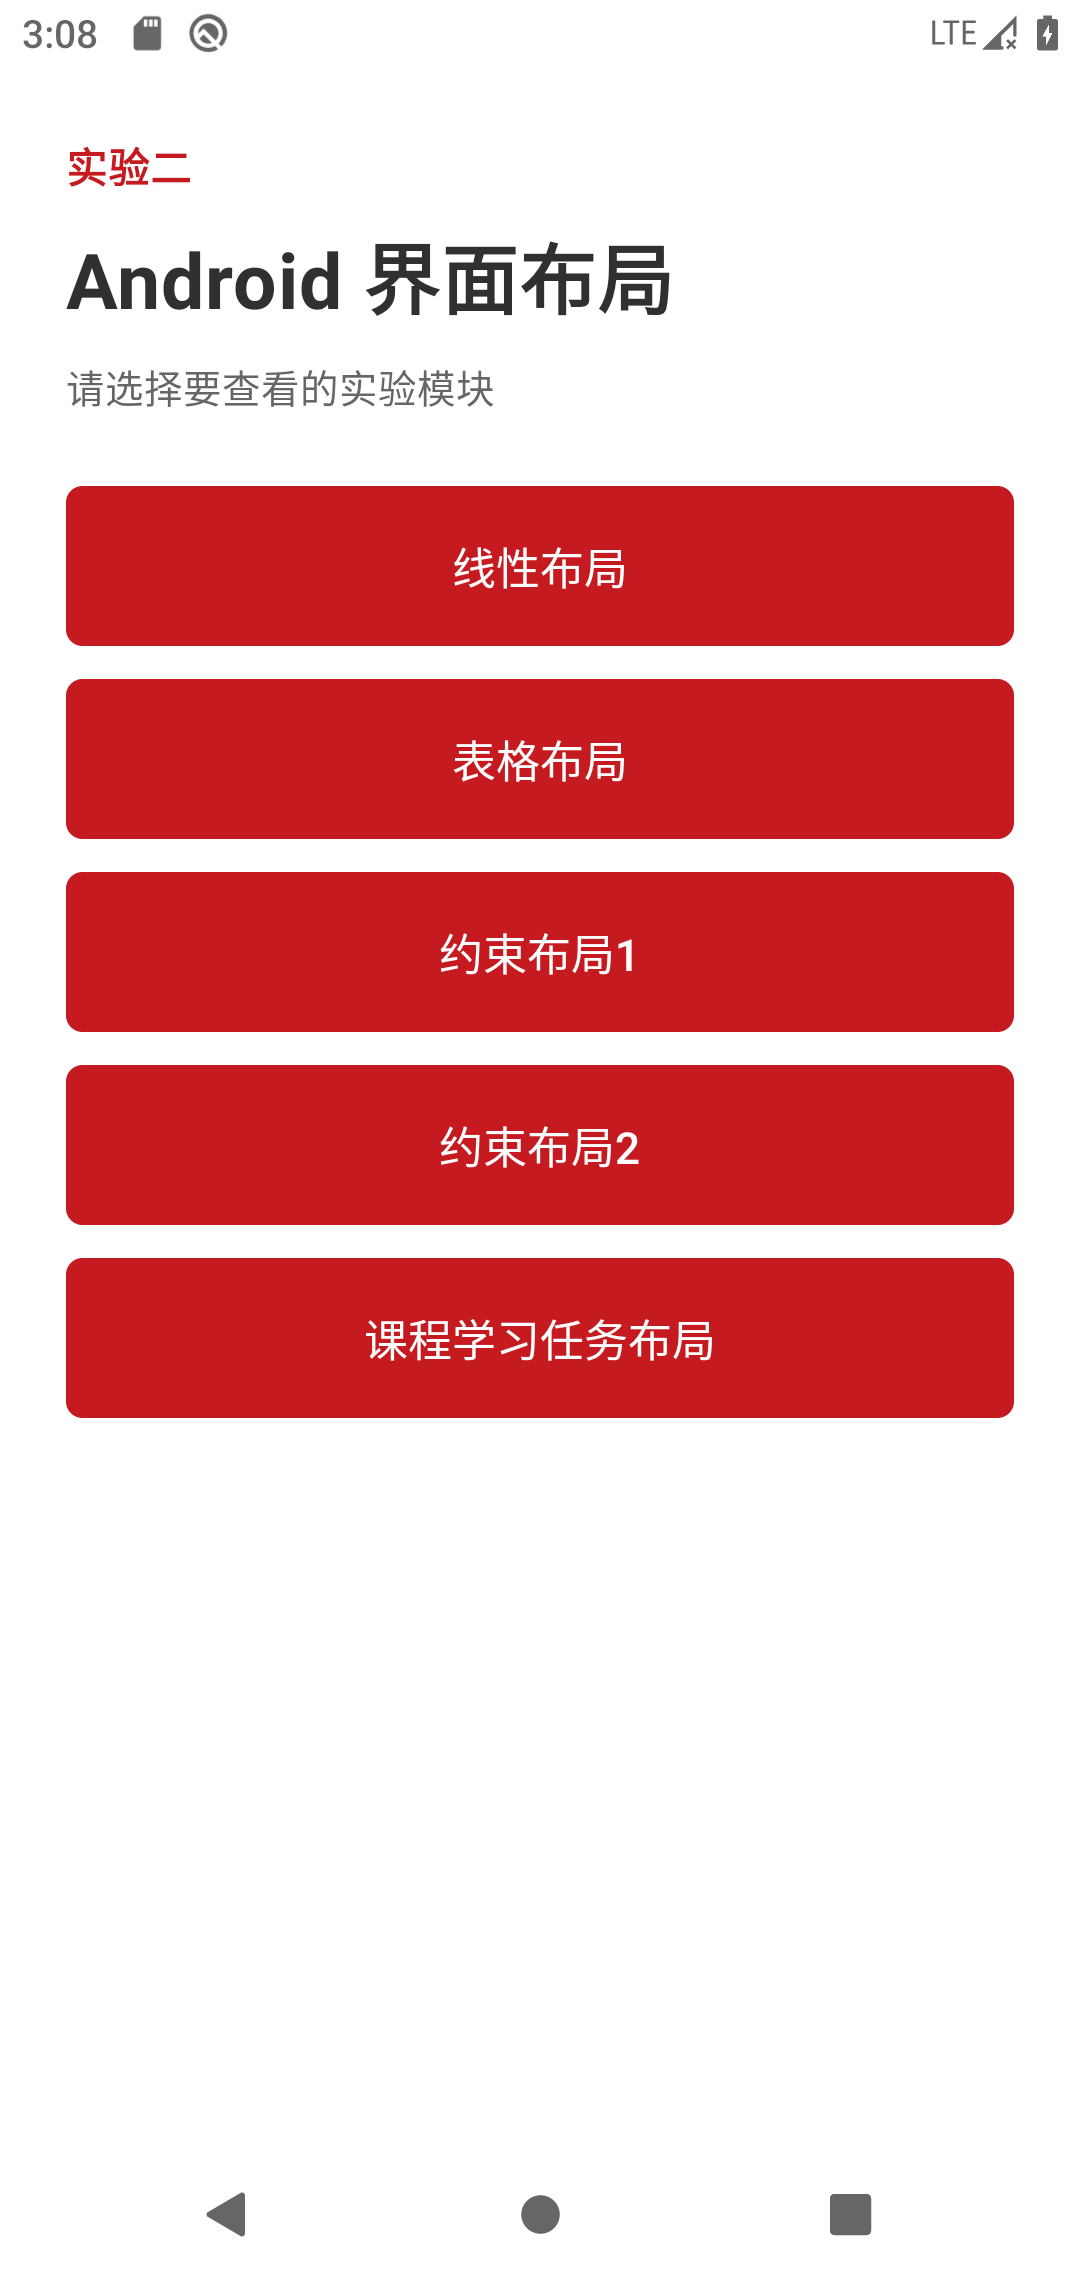 3:08
LTE
实验二
Android 界面布局
请选择要查看的实验模块
线性布局
表格布局
约束布局1
约束布局2
课程学习任务布局